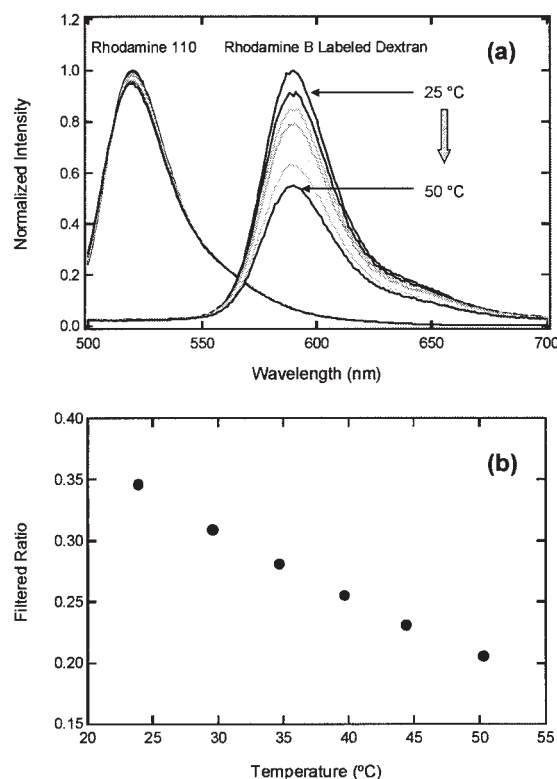 1.2
Rhodamine 110 Rhodamine B Labeled Dextran (a)
1.0
25 °C
0.8
0.6
50 °C
0.4
0.2
0.0
Normalized Intensity
500 550 600 650 700
Wavelength (nm)
0.40
(b)
0.35
0.30
0.25
0.20
0.15
Filtered Ratio
20 25 30 35 40 45 50 55
Temperature (ºC)